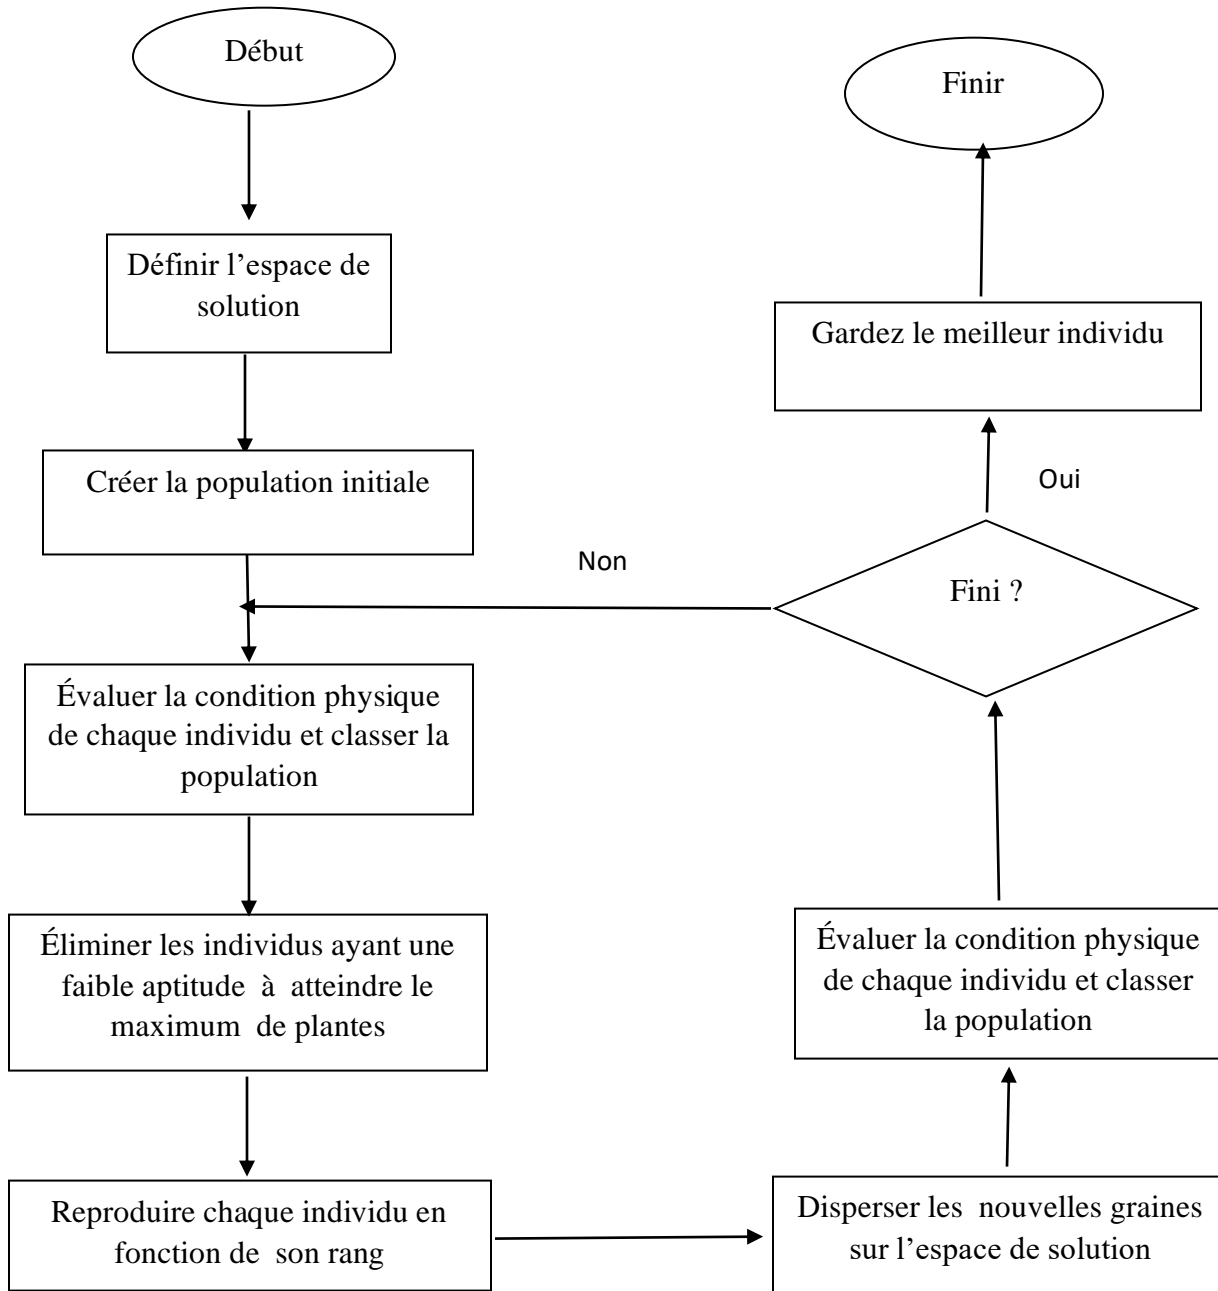 Début
Définir l’espace de
solution
Créer la population initiale
Évaluer la condition physique
de chaque individu et classer la
population
Éliminer les individus ayant une
faible aptitude à atteindre le
maximum de plantes
Reproduire chaque individu en
fonction de son rang
Disperser les nouvelles graines
sur l’espace de solution
Évaluer la condition physique
de chaque individu et classer
la population
Fini ?
Non
Oui
Gardez le meilleur individu
Finir